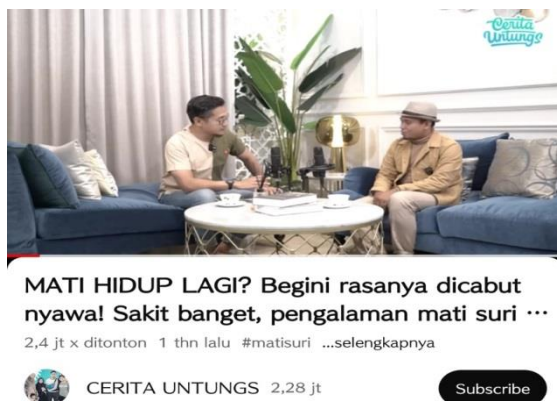 Cerita
Untungs
MATI HIDUP LAGI? Begini rasanya dicabut
nyawa! Sakit banget, pengalaman mati suri ...
2,4 jt x ditonton 1 thn lalu #matisuri ...selengkapnya
CERITA UNTUNGS 2,28 jt
Subscribe